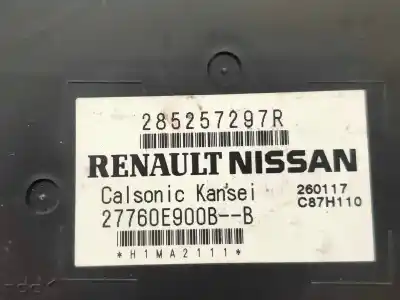 285257297R
RENAULT NISSAN
Calsonic Kansei 260117
27760E900B--B C87H110
*H1MA2111*